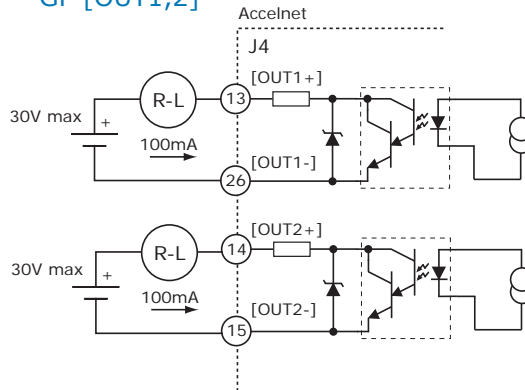 GP [OUT1,2]
Accelnet
J4
[OUT1+]
R-L
13
30V max
+
100mA
[OUT1-]
26
[OUT2+]
R-L
14
30V max
+
100mA
[OUT2-]
15